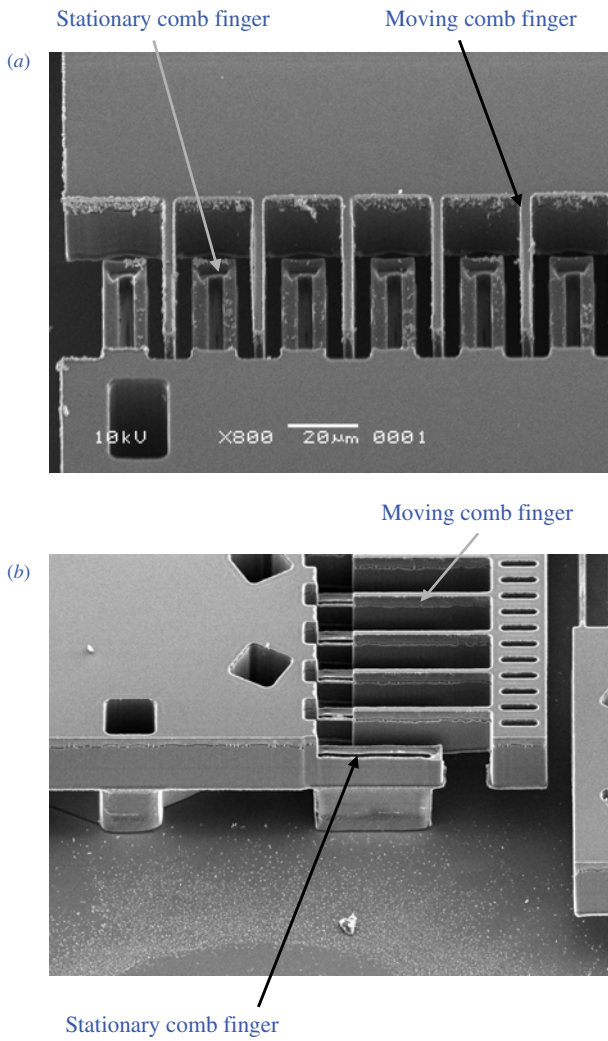 Stationary comb finger
Moving comb finger
(a)
10kV X800 20μm 0001
Moving comb finger
(b)
Stationary comb finger